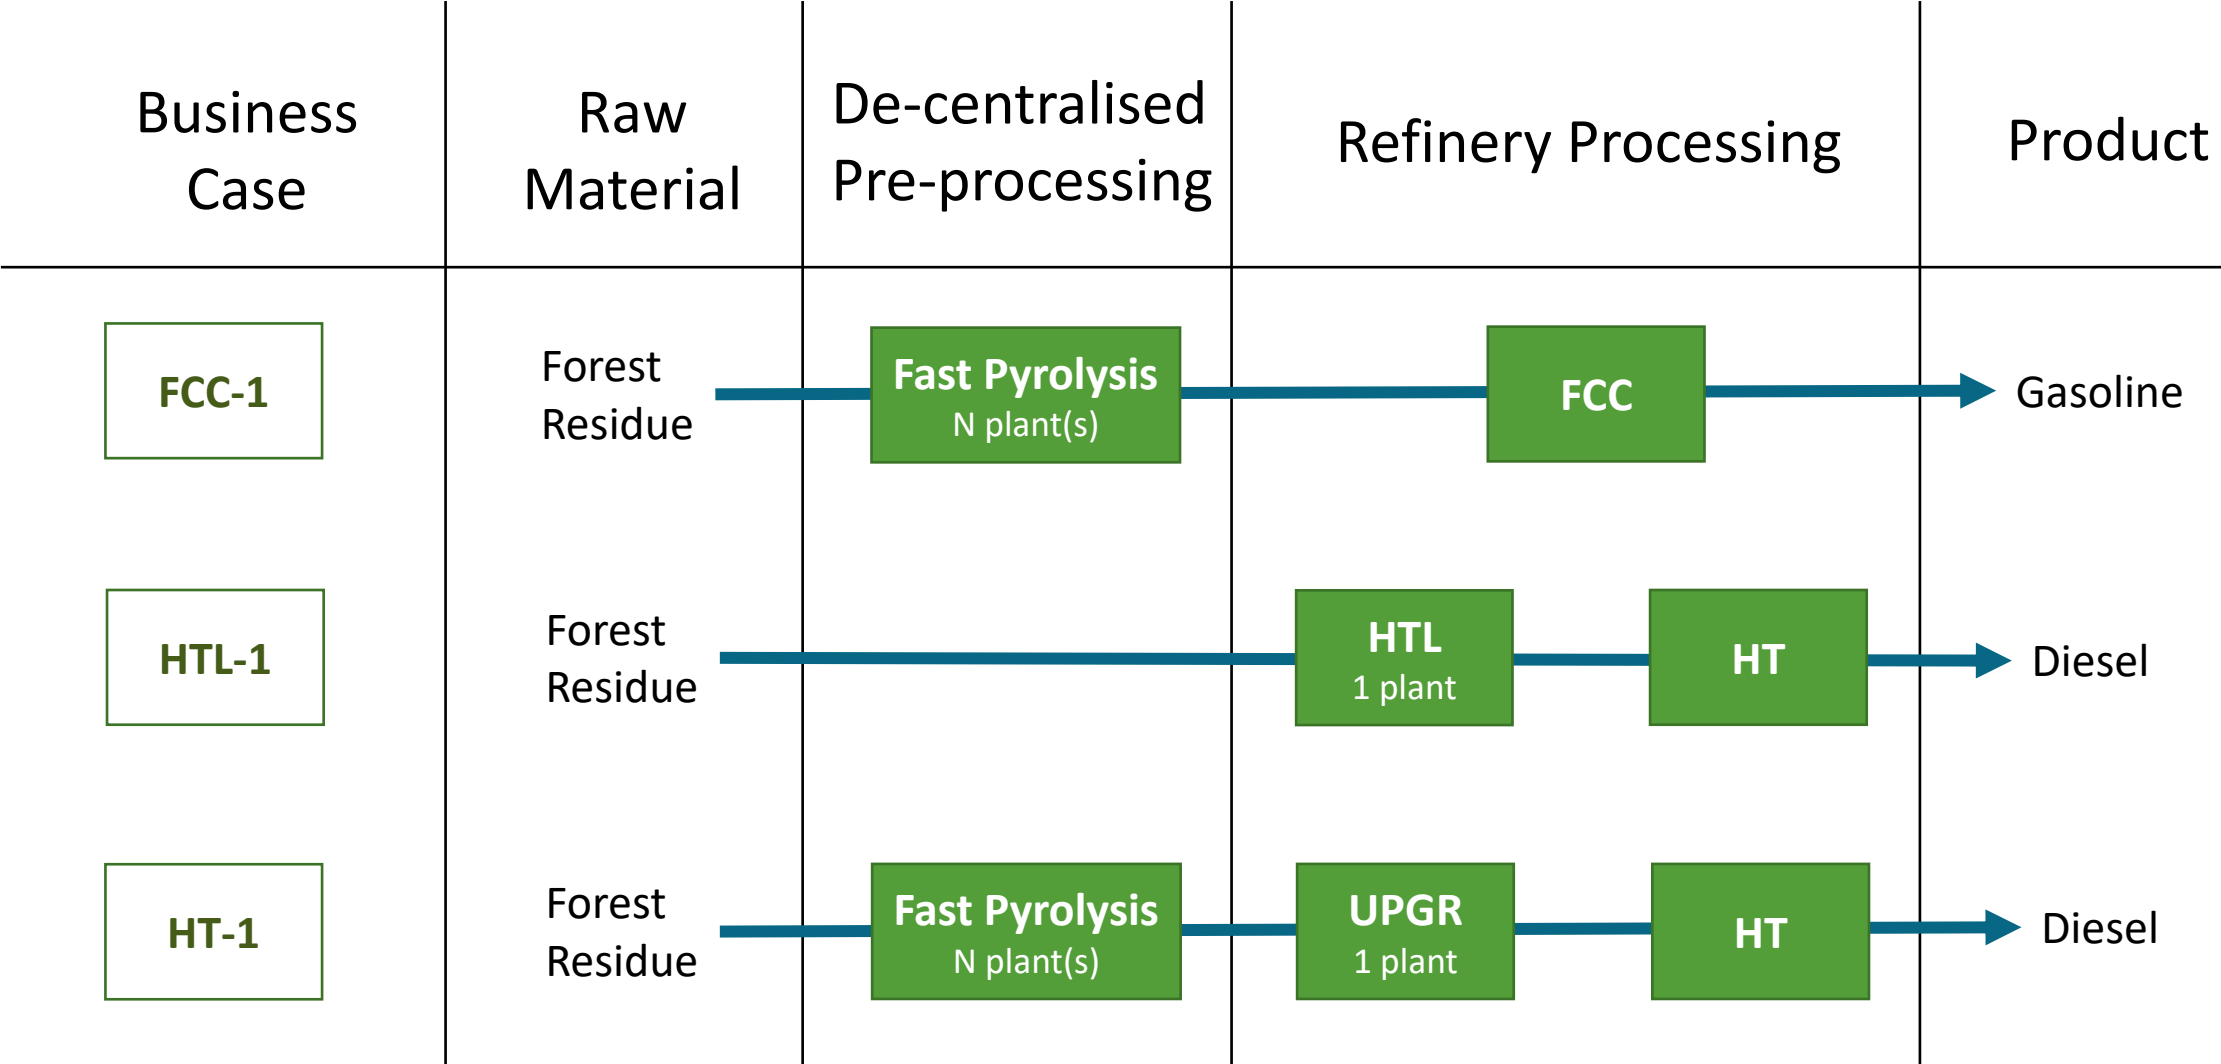 Business
Case
Raw
Material
De-centralised
Pre-processing
Refinery Processing
Product
FCC-1
Forest
Residue
Fast Pyrolysis
N plant(s)
FCC
Gasoline
HTL-1
Forest
Residue
HTL
1 plant
HT
Diesel
HT-1
Forest
Residue
Fast Pyrolysis
N plant(s)
UPGR
1 plant
HT
Diesel